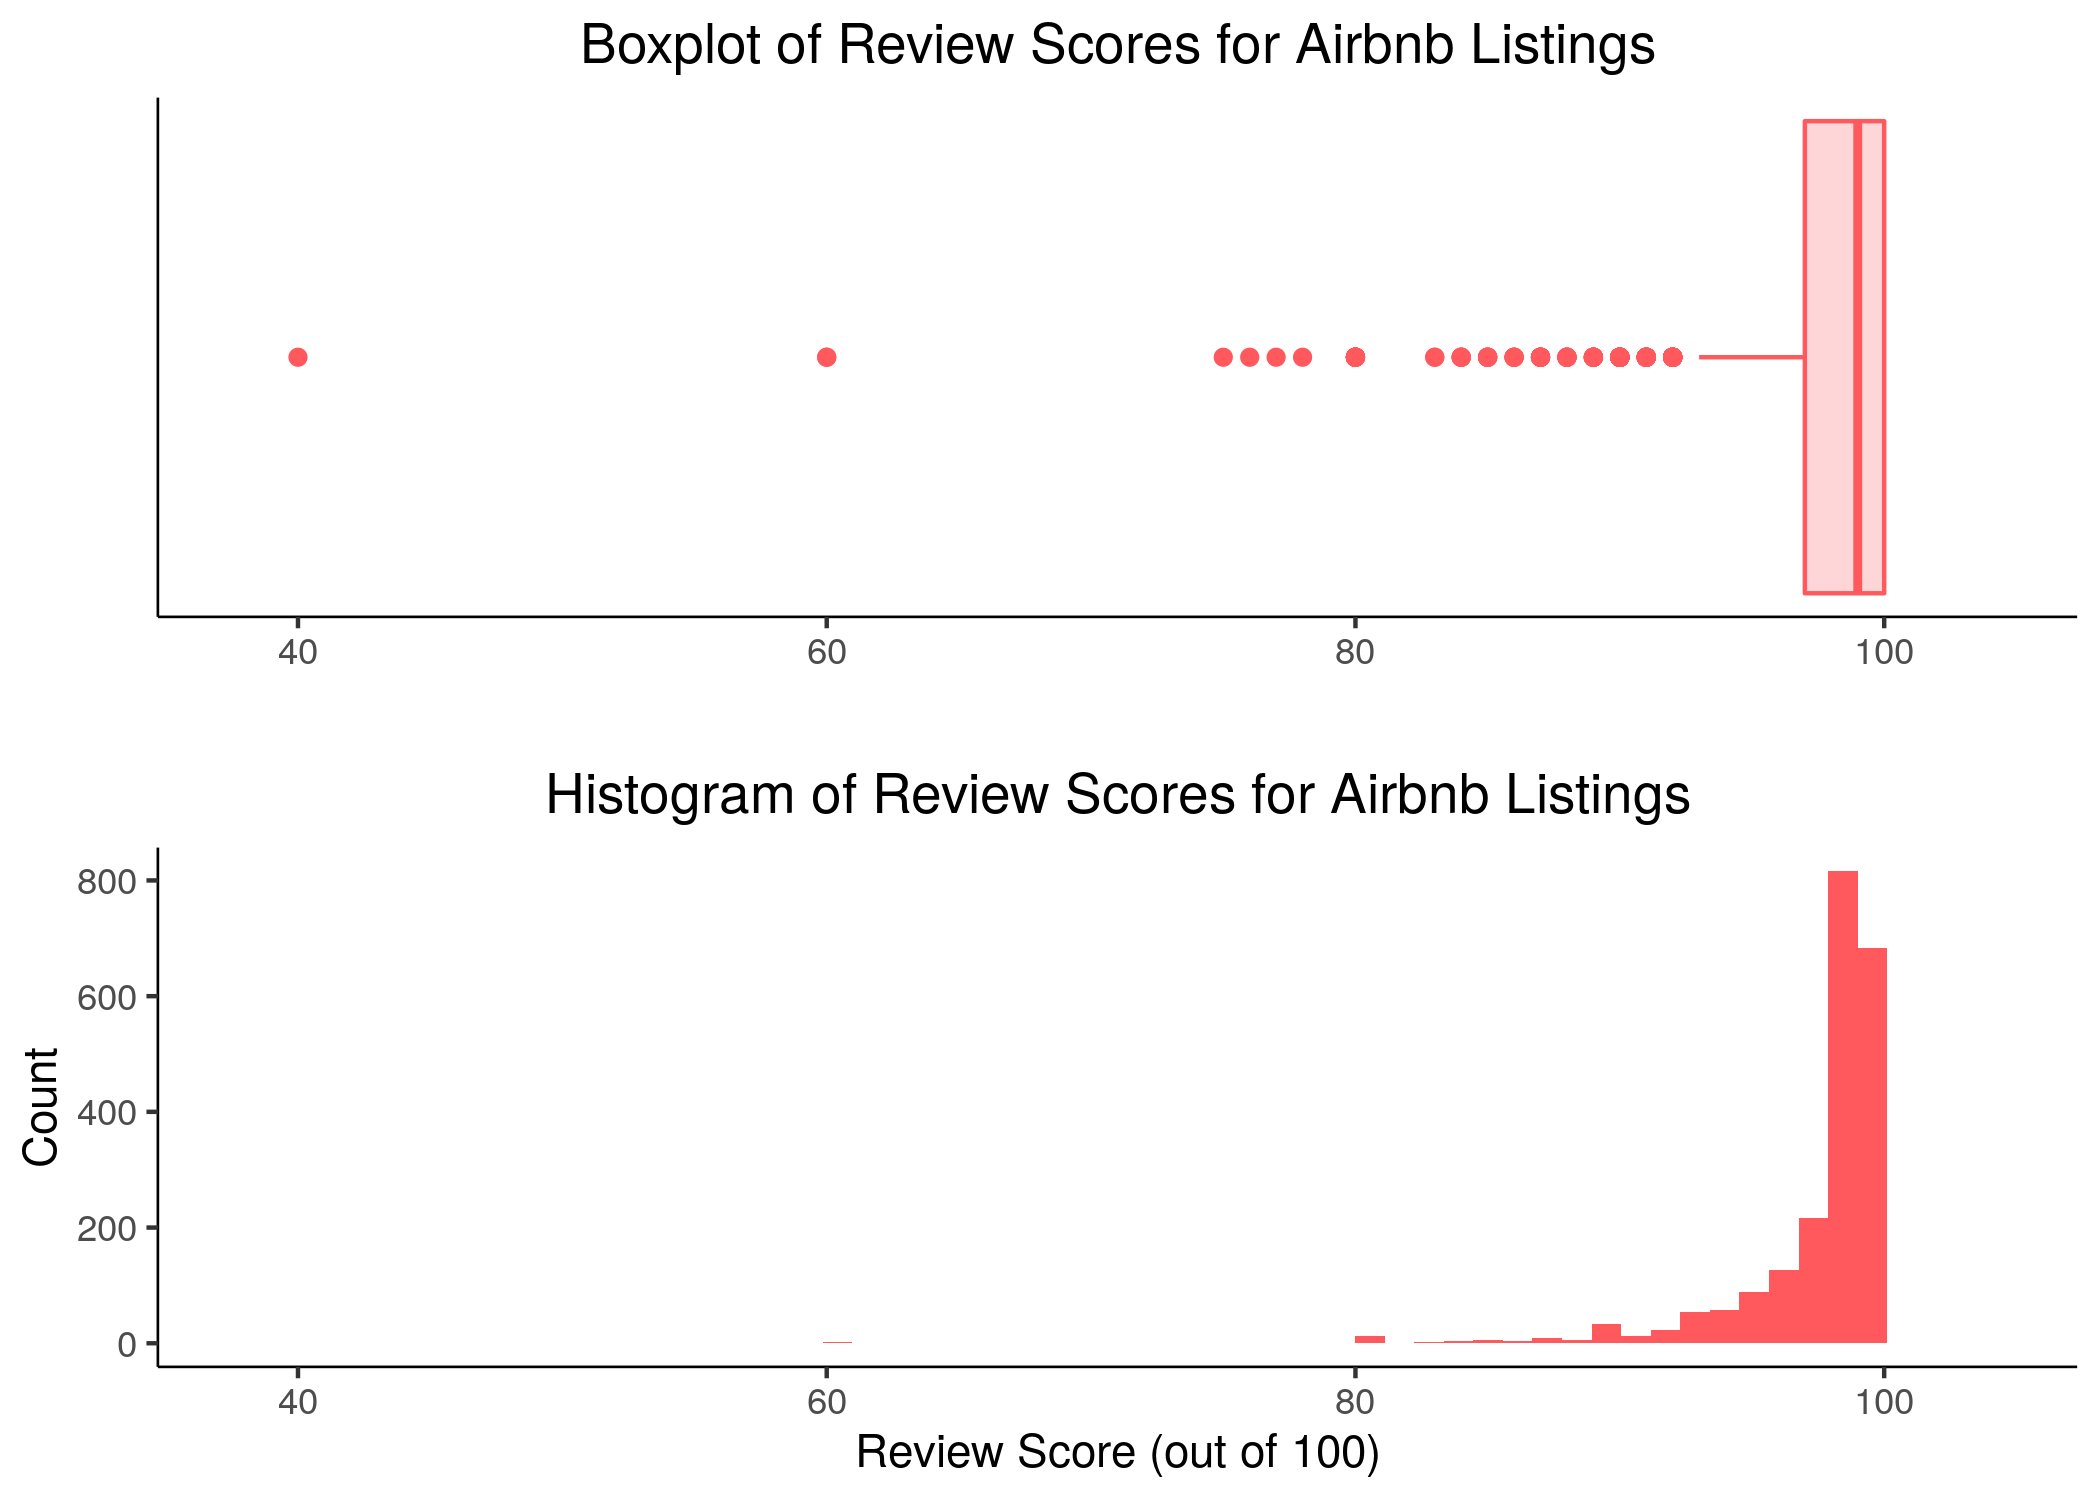 Boxplot of Review Scores for Airbnb Listings
40 60 80 100
Histogram of Review Scores for Airbnb Listings
800
600
400
200
0
Count
40 60 80 100
Review Score (out of 100)